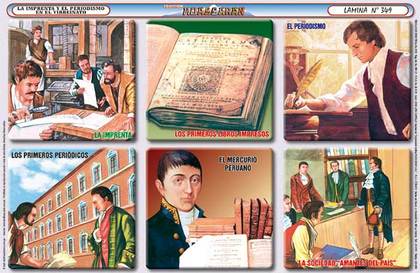 LA IMPRENTA Y EL PERIODISMO
EN EL VIRREINATO
HUASCARAN
LAMINA N° 349
LA IMPRENTA
LOS PRIMEROS LIBROS IMPRESOS
EL PERIODISMO
LOS PRIMEROS PERIÓDICOS
EL MERCURIO
PERUANO
LA SOCIEDAD "AMANTES DEL PAIS"